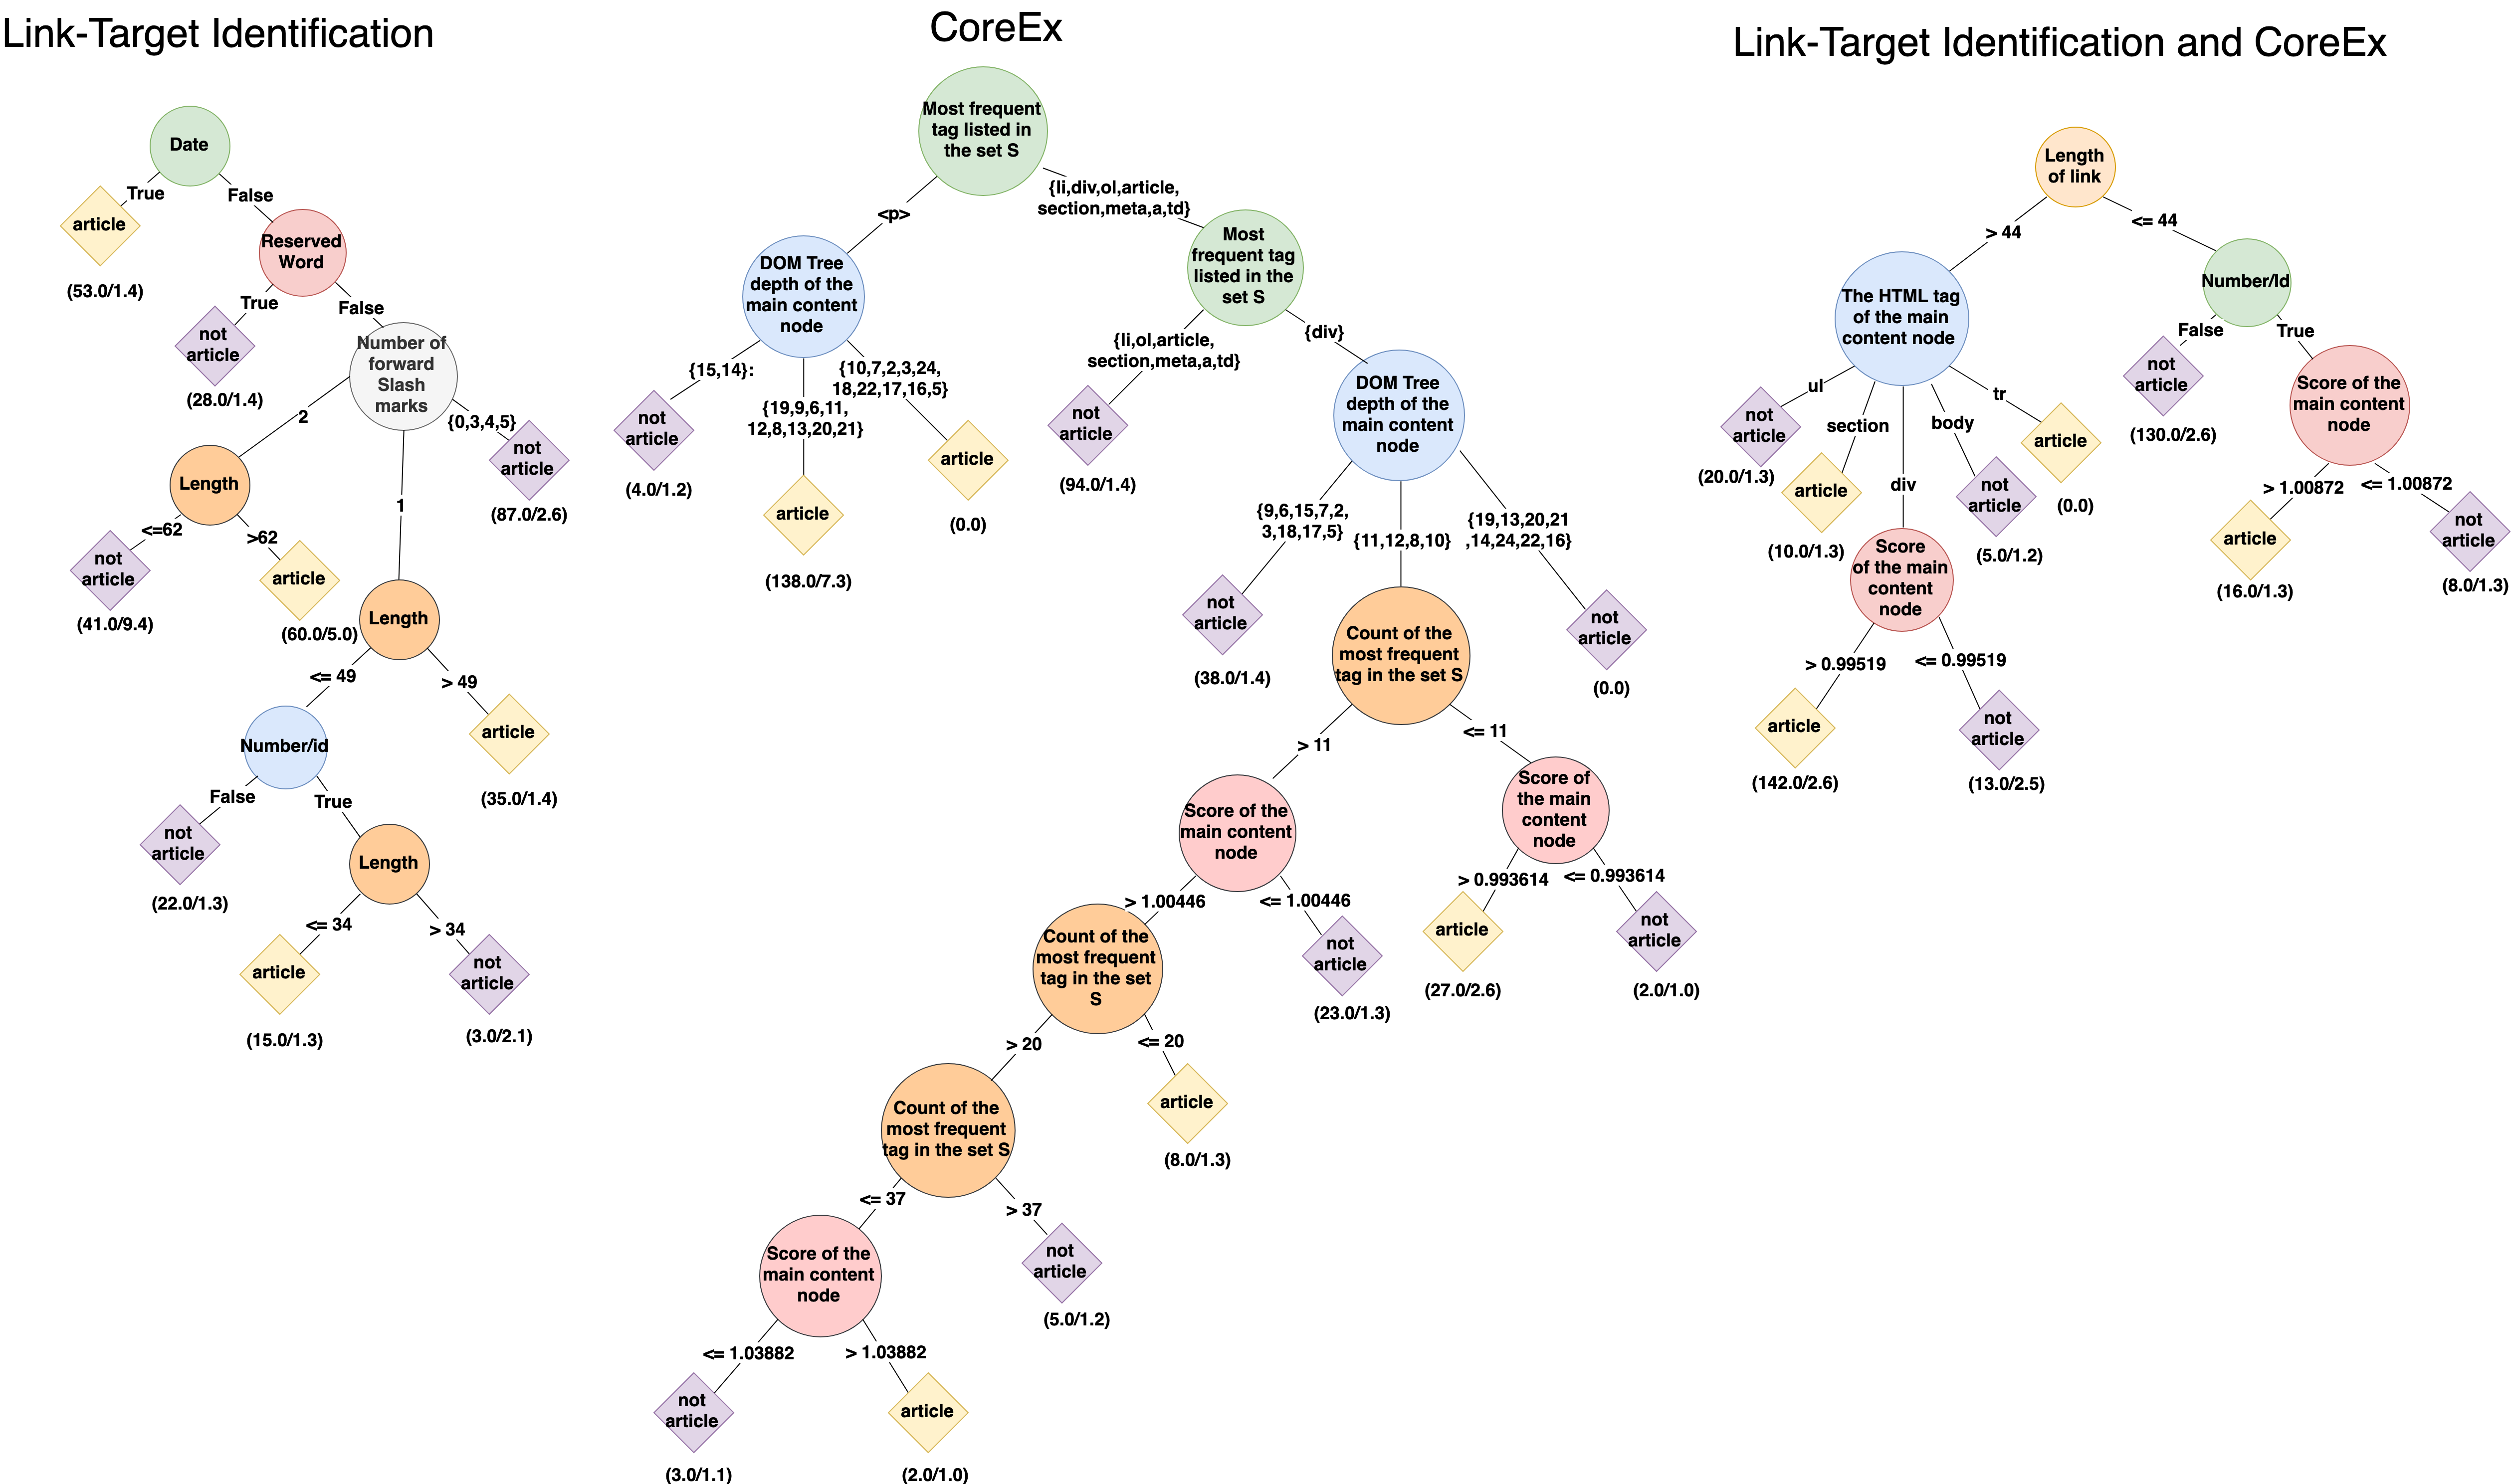 Link-Target Identification
Date
True
False
article
(53.0/1.4)
Reserved
Word
True
False
not
article
(28.0/1.4)
Number of
forward
Slash
marks
2
1
{0,3,4,5}
not
article
(87.0/2.6)
Length
<=62
>62
not
article
(41.0/9.4)
article
(60.0/5.0)
Length
<= 49
> 49
article
(35.0/1.4)
Number/id
False
True
not
article
(22.0/1.3)
Length
<= 34
> 34
article
(15.0/1.3)
not
article
(3.0/2.1)
CoreEx
Most frequent
tag listed in
the set S
<p>
{li,div,ol,article,
section,meta,a,td}
DOM Tree
depth of the
main content
node
{15,14}:
{19,9,6,11,
12,8,13,20,21}
{10,7,2,3,24,
18,22,17,16,5}
not
article
(4.0/1.2)
article
(138.0/7.3)
article
(0.0)
Most
frequent tag
listed in the
set S
{li,ol,article,
section,meta,a,td}
{div}
not
article
(94.0/1.4)
DOM Tree
depth of the
main content
node
{9,6,15,7,2,
3,18,17,5}
{11,12,8,10}
{19,13,20,21
,14,24,22,16}
not
article
(38.0/1.4)
not
article
(0.0)
Count of the
most frequent
tag in the set S
> 11
<= 11
Score of the
main content
node
> 1.00446
<= 1.00446
not
article
(23.0/1.3)
Score of
the main
content
node
> 0.993614
<= 0.993614
article
(27.0/2.6)
not
article
(2.0/1.0)
Count of the
most frequent
tag in the set
S
> 20
<= 20
article
(8.0/1.3)
Count of the
most frequent
tag in the set S
<= 37
> 37
not
article
(5.0/1.2)
Score of the
main content
node
<= 1.03882
> 1.03882
not
article
(3.0/1.1)
article
(2.0/1.0)
Link-Target Identification and CoreEx
Length
of link
> 44
<= 44
The HTML tag
of the main
content node
ul
section
div
body
tr
not
article
(20.0/1.3)
article
(10.0/1.3)
not
article
(5.0/1.2)
article
(0.0)
Score
of the main
content
node
> 0.99519
<= 0.99519
article
(142.0/2.6)
not
article
(13.0/2.5)
Number/Id
False
True
not
article
(130.0/2.6)
Score of the
main content
node
> 1.00872
<= 1.00872
article
(16.0/1.3)
not
article
(8.0/1.3)